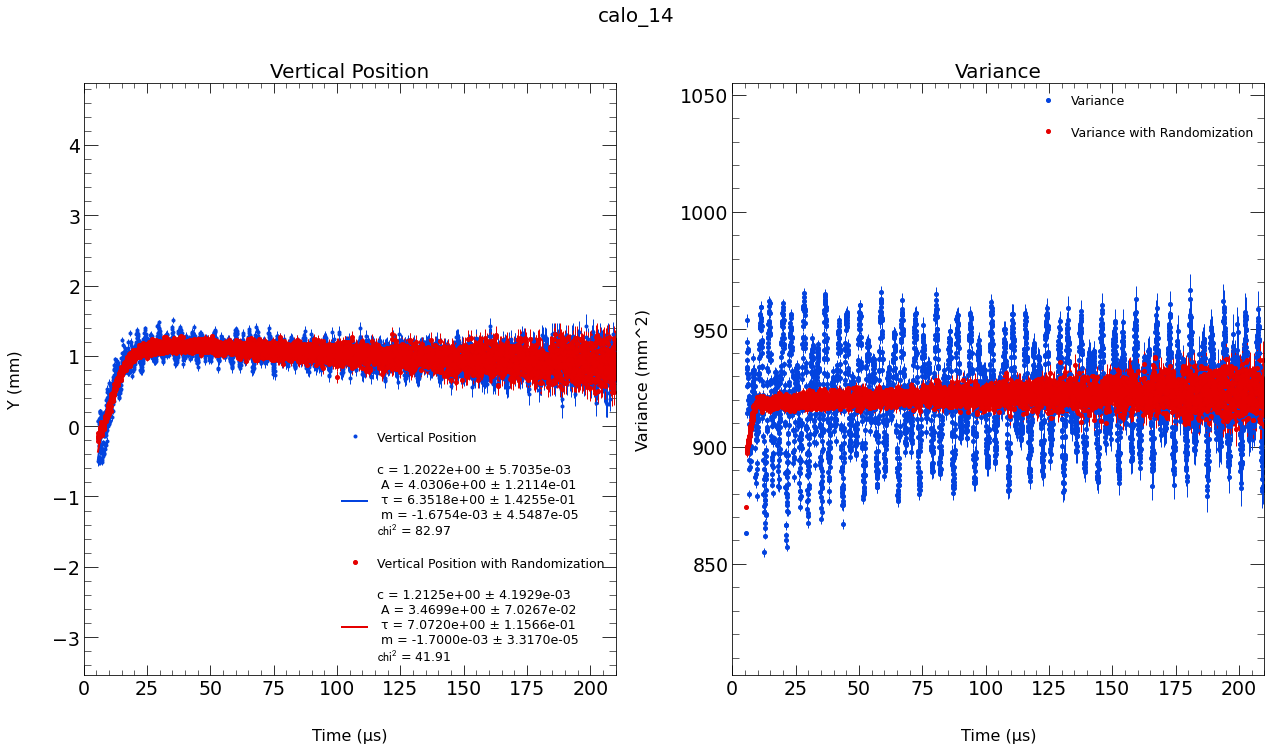 calo_14
Vertical Position
Y (mm)
4
3
2
1
0
−1
−2
−3
0 25 50 75 100 125 150 175 200
Time (μs)
Vertical Position
c = 1.2022e+00 ± 5.7035e-03
A = 4.0306e+00 ± 1.2114e-01
τ = 6.3518e+00 ± 1.4255e-01
m = -1.6754e-03 ± 4.5487e-05
chi² = 82.97
Vertical Position with Randomization
c = 1.2125e+00 ± 4.1929e-03
A = 3.4699e+00 ± 7.0267e-02
τ = 7.0720e+00 ± 1.1566e-01
m = -1.7000e-03 ± 3.3170e-05
chi² = 41.91
Variance
Variance (mm^2)
1050
1000
950
900
850
0 25 50 75 100 125 150 175 200
Time (μs)
Variance
Variance with Randomization